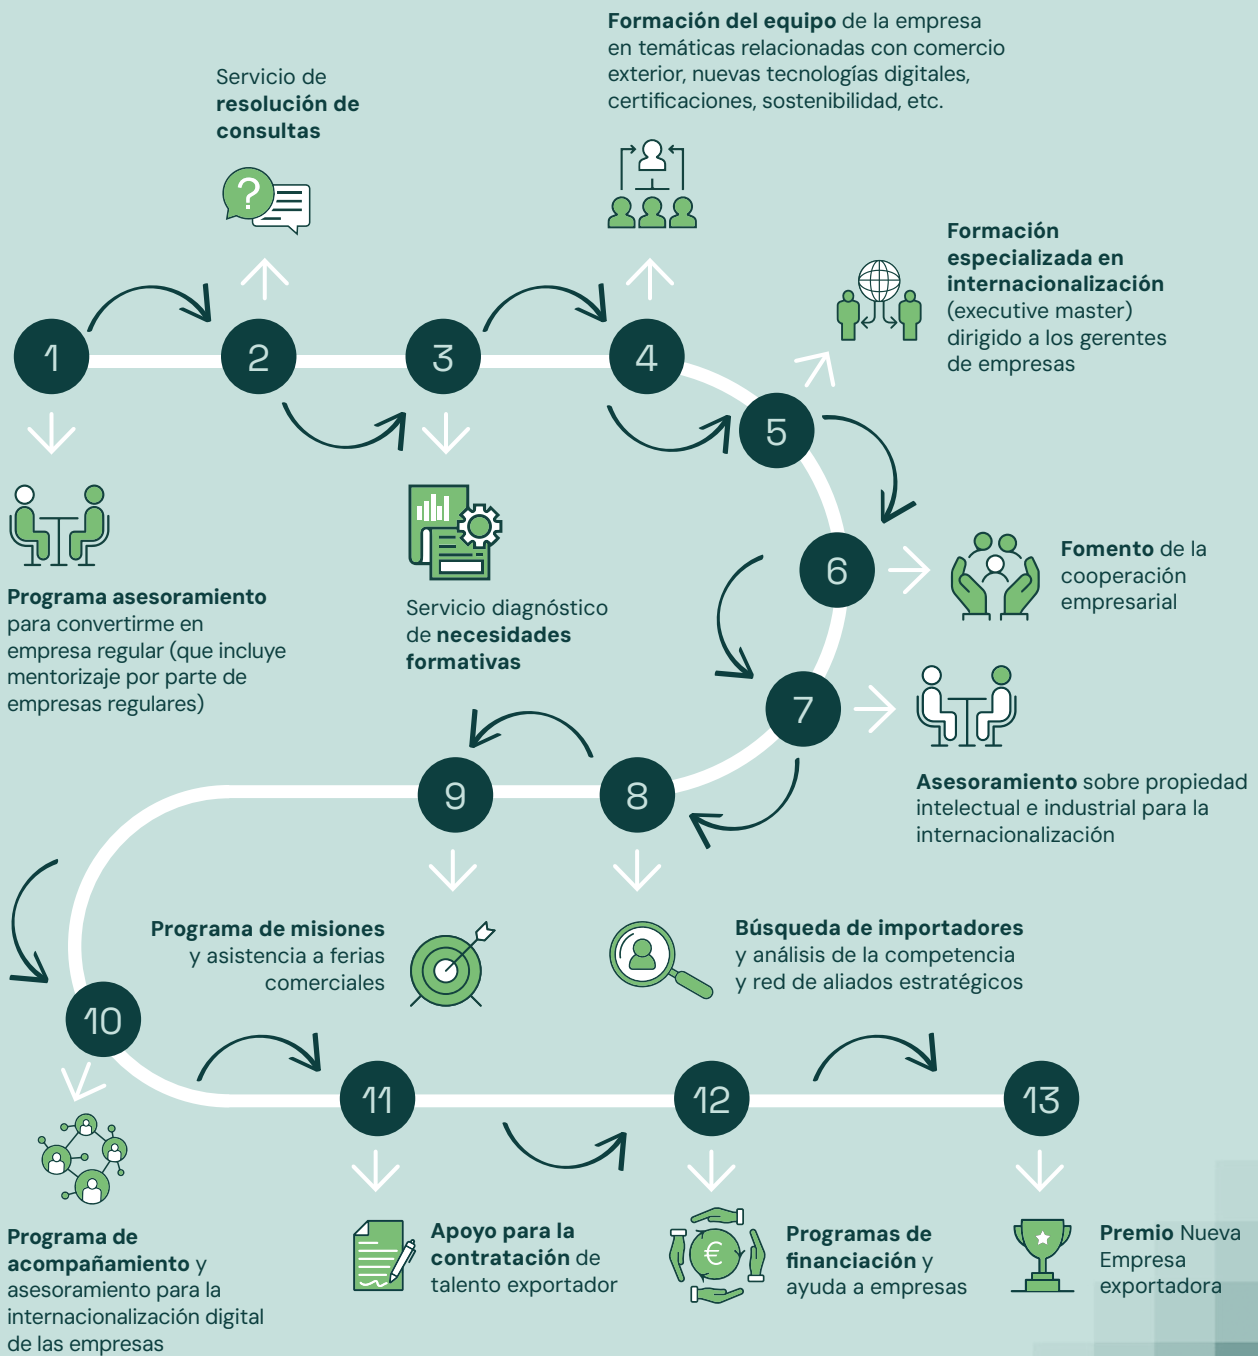 1
Programa asesoramiento
para convertirme en
empresa regular (que incluye
mentorizaje por parte de
empresas regulares)
2
Servicio de
resolución de
consultas
?
3
Servicio diagnóstico
de necesidades
formativas
4
Formación del equipo de la empresa
en temáticas relacionadas con comercio
exterior, nuevas tecnologías digitales,
certificaciones, sostenibilidad, etc.
5
Formación
especializada en
internacionalización
(executive master)
dirigido a los gerentes
de empresas
6
Fomento de la
cooperación
empresarial
7
Asesoramiento sobre propiedad
intelectual e industrial para la
internacionalización
8
Búsqueda de importadores
y análisis de la competencia
y red de aliados estratégicos
9
Programa de misiones
y asistencia a ferias
comerciales
10
Programa de
acompañamiento y
asesoramiento para la
internacionalización digital
de las empresas
11
Apoyo para la
contratación de
talento exportador
12
€
Programas de
financiación y
ayuda a empresas
13
Premio Nueva
Empresa
exportadora